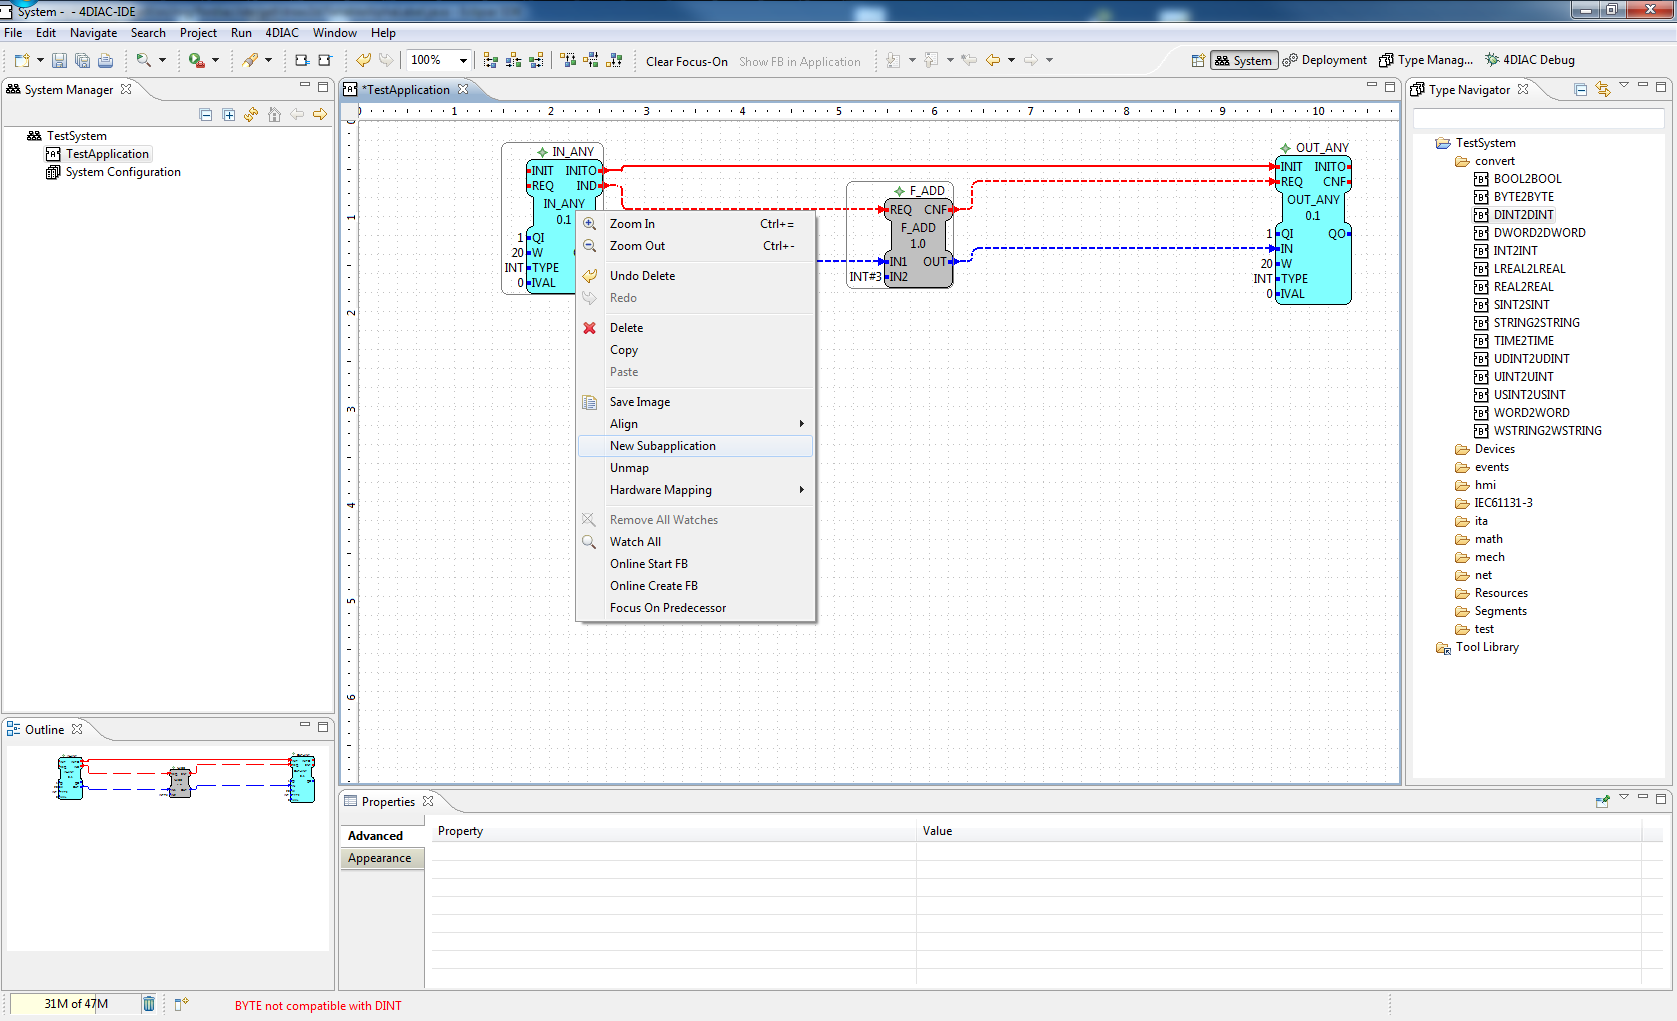 System - - 4DIAC-IDE
File Edit Navigate Search Project Run 4DIAC Window Help
100% Clear Focus-On Show FB in Application System Deployment Type Manag... 4DIAC Debug
System Manager
TestSystem
TestApplication
System Configuration
*TestApplication
0 1 2 3 4 5 6 7 8 9 10
0
1
2
3
4
5
6
IN_ANY
INIT INITO
REQ IND
IN_ANY
0.1
1 QI
20 W
INT TYPE
0 IVAL
F_ADD
REQ CNF
F_ADD
1.0
IN1 OUT
INT#3 IN2
OUT_ANY
INIT INITO
REQ CNF
OUT_ANY
0.1
1 QI QO
IN
20 W
INT TYPE
0 IVAL
Zoom In Ctrl+=
Zoom Out Ctrl+-
Undo Delete
Redo
Delete
Copy
Paste
Save Image
Align
New Subapplication
Unmap
Hardware Mapping
Remove All Watches
Watch All
Online Start FB
Online Create FB
Focus On Predecessor
Type Navigator
TestSystem
convert
BOOL2BOOL
BYTE2BYTE
DINT2DINT
DWORD2DWORD
INT2INT
LREAL2LREAL
REAL2REAL
SINT2SINT
STRING2STRING
TIME2TIME
UDINT2UDINT
UINT2UINT
USINT2USINT
WORD2WORD
WSTRING2WSTRING
Devices
events
hmi
IEC61131-3
ita
math
mech
net
Resources
Segments
test
Tool Library
Outline
Properties
Advanced
Appearance
Property Value
31M of 47M
BYTE not compatible with DINT